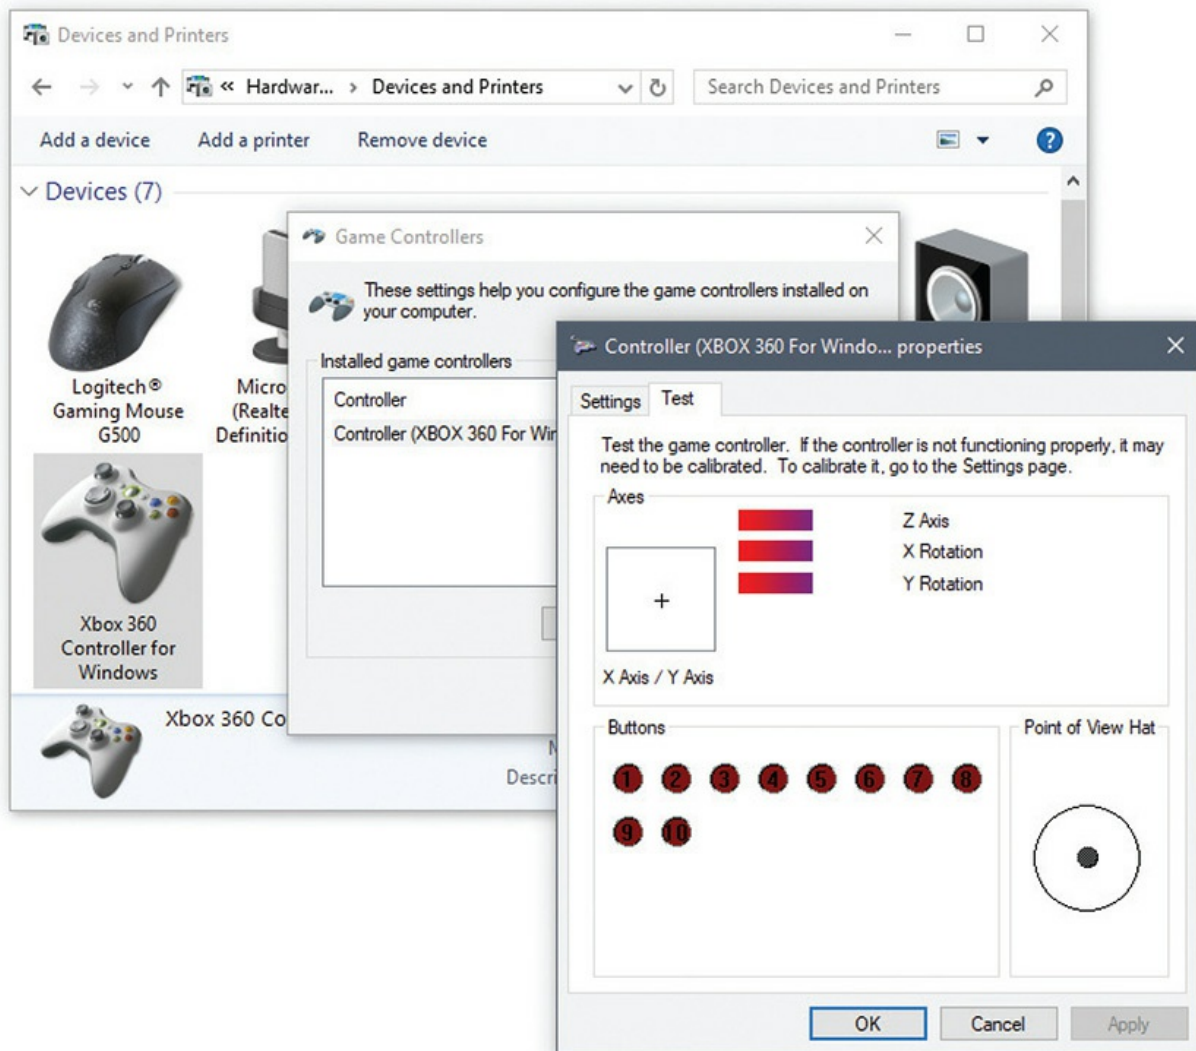 Devices and Printers
« Hardwar... › Devices and Printers
Search Devices and Printers
Add a device
Add a printer
Remove device
Devices (7)
Logitech®
Gaming Mouse
G500
Micro
(Realte
Definitio
Xbox 360
Controller for
Windows
Xbox 360 Co
Descri
Game Controllers
These settings help you configure the game controllers installed on
your computer.
Installed game controllers
Controller
Controller (XBOX 360 For Win
Controller (XBOX 360 For Windo... properties
Settings
Test
Test the game controller. If the controller is not functioning properly, it may
need to be calibrated. To calibrate it, go to the Settings page.
Axes
Z Axis
X Rotation
Y Rotation
X Axis / Y Axis
Buttons
1 2 3 4 5 6 7 8
9 10
Point of View Hat
OK
Cancel
Apply